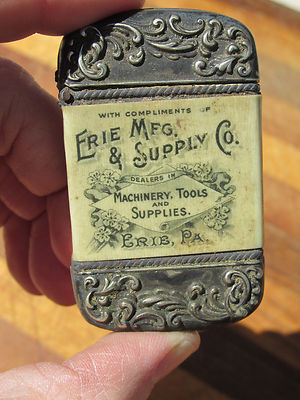 WITH COMPLIMENTS OF
ERIE MFG.
& SUPPLY CO.
DEALERS IN
MACHINERY, TOOLS
AND
SUPPLIES.
ERIE, PA.